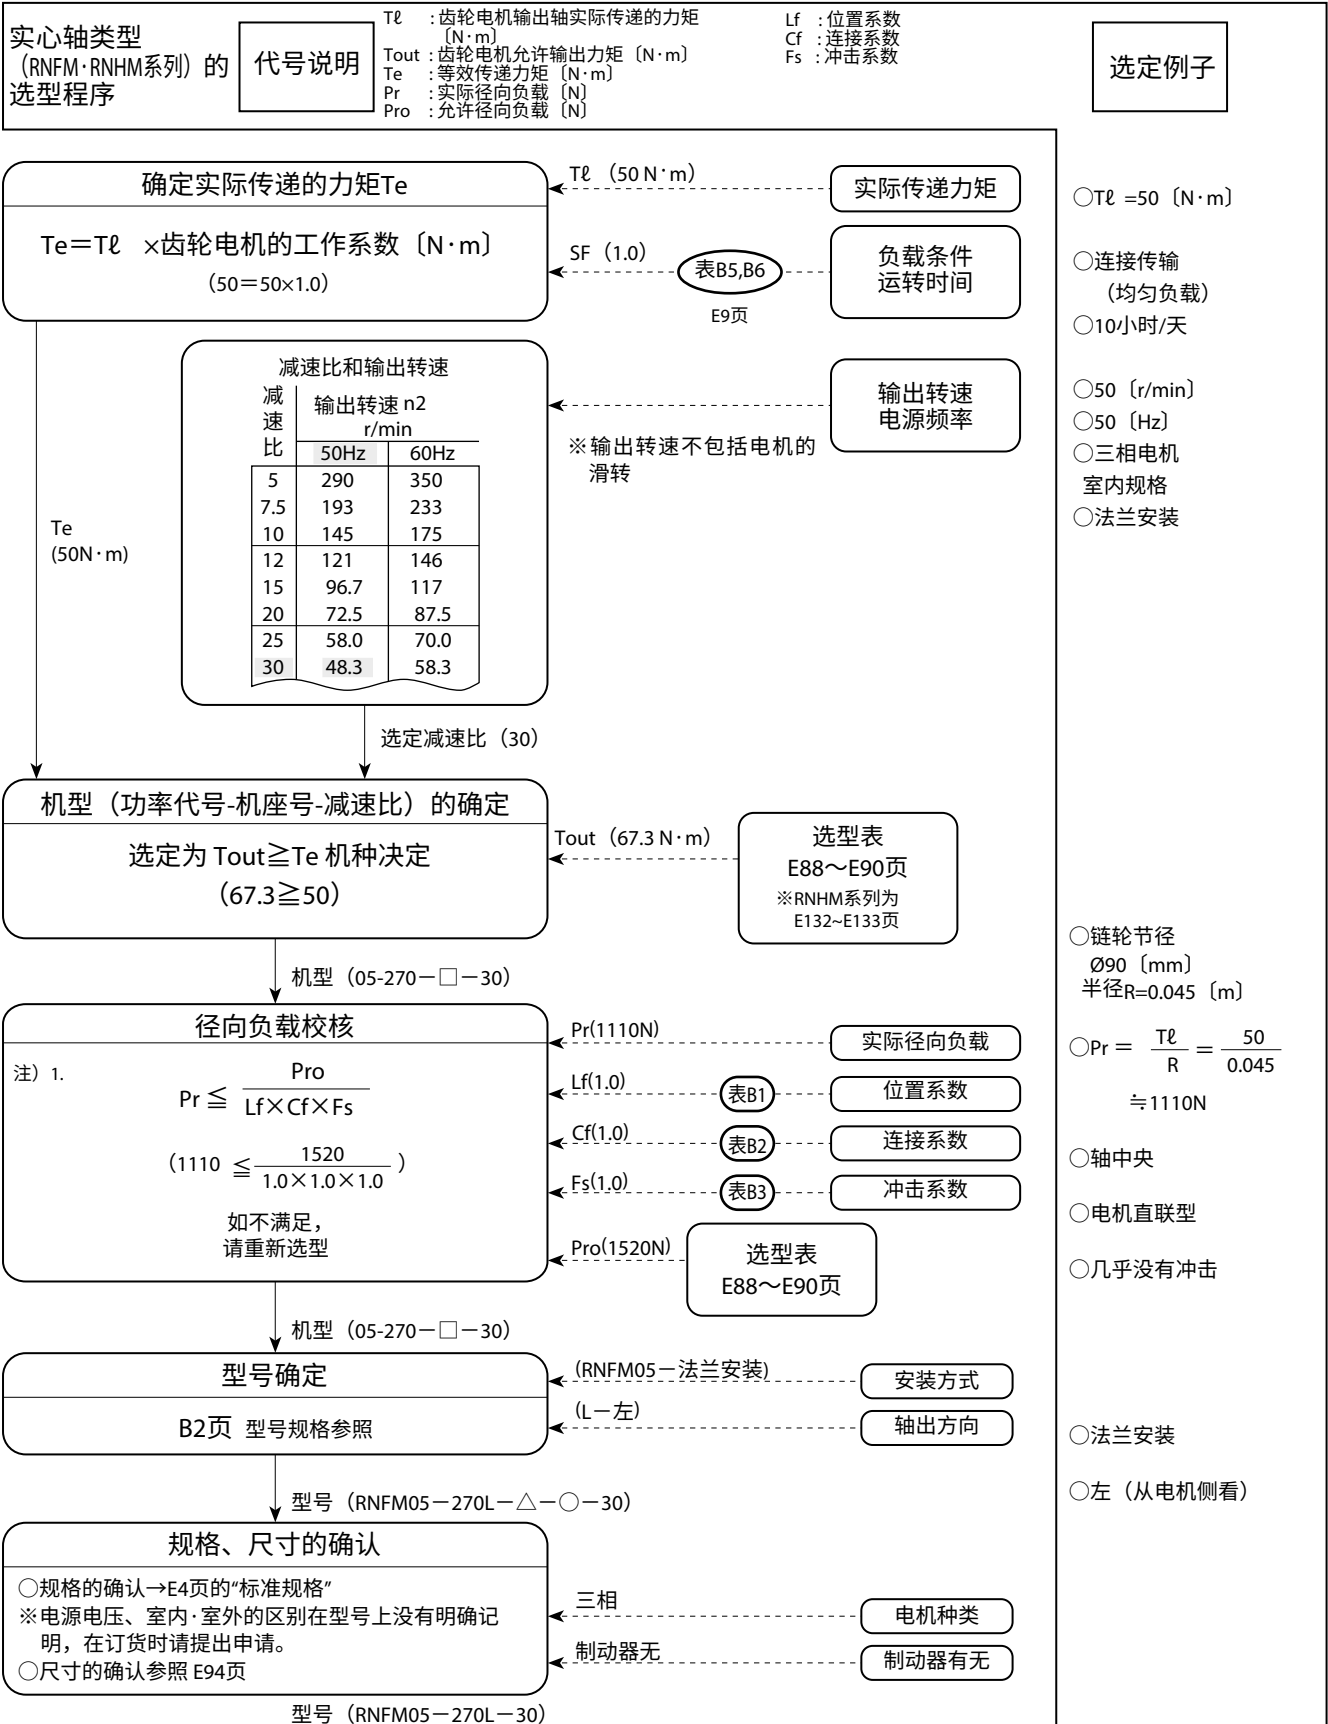 实心轴类型
（RNFM·RNHM系列）的
选型程序
代号说明
Tℓ ：齿轮电机输出轴实际传递的力矩
〔N·m〕
Tout：齿轮电机允许输出力矩〔N·m〕
Te ：等效传递力矩〔N·m〕
Pr ：实际径向负载〔N〕
Pro ：允许径向负载〔N〕
Lf ：位置系数
Cf ：连接系数
Fs ：冲击系数
选定例子
确定实际传递的力矩Te
Te＝Tℓ ×齿轮电机的工作系数〔N·m〕
（50＝50×1.0）
Tℓ （50 N·m）
实际传递力矩
SF（1.0）
表B5,B6
E9页
负载条件
运转时间
○Tℓ =50〔N·m〕
○连接传输
（均匀负载）
○10小时/天
减速比和输出转速
减速比
输出转速 n2
r/min
50Hz 60Hz
5 290 350
7.5 193 233
10 145 175
12 121 146
15 96.7 117
20 72.5 87.5
25 58.0 70.0
30 48.3 58.3
输出转速
电源频率
※输出转速不包括电机的
滑转
○50〔r/min〕
○50〔Hz〕
○三相电机
室内规格
○法兰安装
Te
(50N·m)
选定减速比（30）
机型（功率代号-机座号-减速比）的确定
选定为 Tout≧Te 机种决定
（67.3≧50）
Tout（67.3 N·m）
选型表
E88～E90页
※RNHM系列为
E132~E133页
机型（05-270－□－30）
○链轮节径
Ø90〔mm〕
半径R=0.045〔m〕
径向负载校核
注）1.
Pr ≦ Pro
Lf×Cf×Fs
（1110 ≦ 1520 ）
1.0×1.0×1.0
如不满足，
请重新选型
Pr(1110N)
实际径向负载
Lf(1.0)
表B1
位置系数
Cf(1.0)
表B2
连接系数
Fs(1.0)
表B3
冲击系数
Pro(1520N)
选型表
E88～E90页
○Pr＝ Tℓ ＝ 50
R 0.045
≒1110N
○轴中央
○电机直联型
○几乎没有冲击
机型（05-270－□－30）
型号确定
B2页 型号规格参照
(RNFM05－法兰安装)
安装方式
(L－左)
轴出方向
○法兰安装
○左（从电机侧看）
型号（RNFM05－270L－△－○－30）
规格、尺寸的确认
○规格的确认→E4页的“标准规格”
※电源电压、室内·室外的区别在型号上没有明确记
明，在订货时请提出申请。
○尺寸的确认参照 E94页
三相
电机种类
制动器无
制动器有无
型号（RNFM05－270L－30）